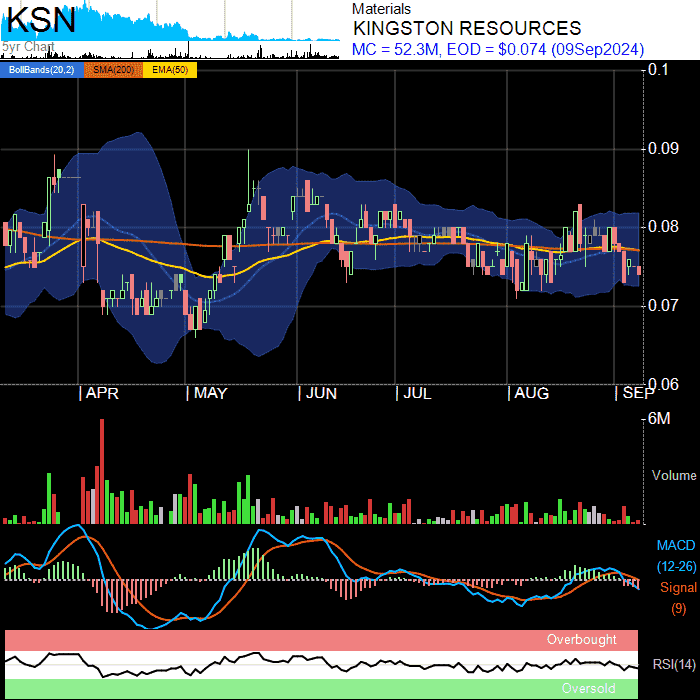 KSN
5yr Chart
Materials
KINGSTON RESOURCES
MC = 52.3M, EOD = $0.074 (09Sep2024)
BollBands(20,2) SMA(200) EMA(50)
0.1
0.09
0.08
0.07
0.06
APR MAY JUN JUL AUG SEP
6M
Volume
MACD
(12-26)
Signal
(9)
Overbought
RSI(14)
Oversold